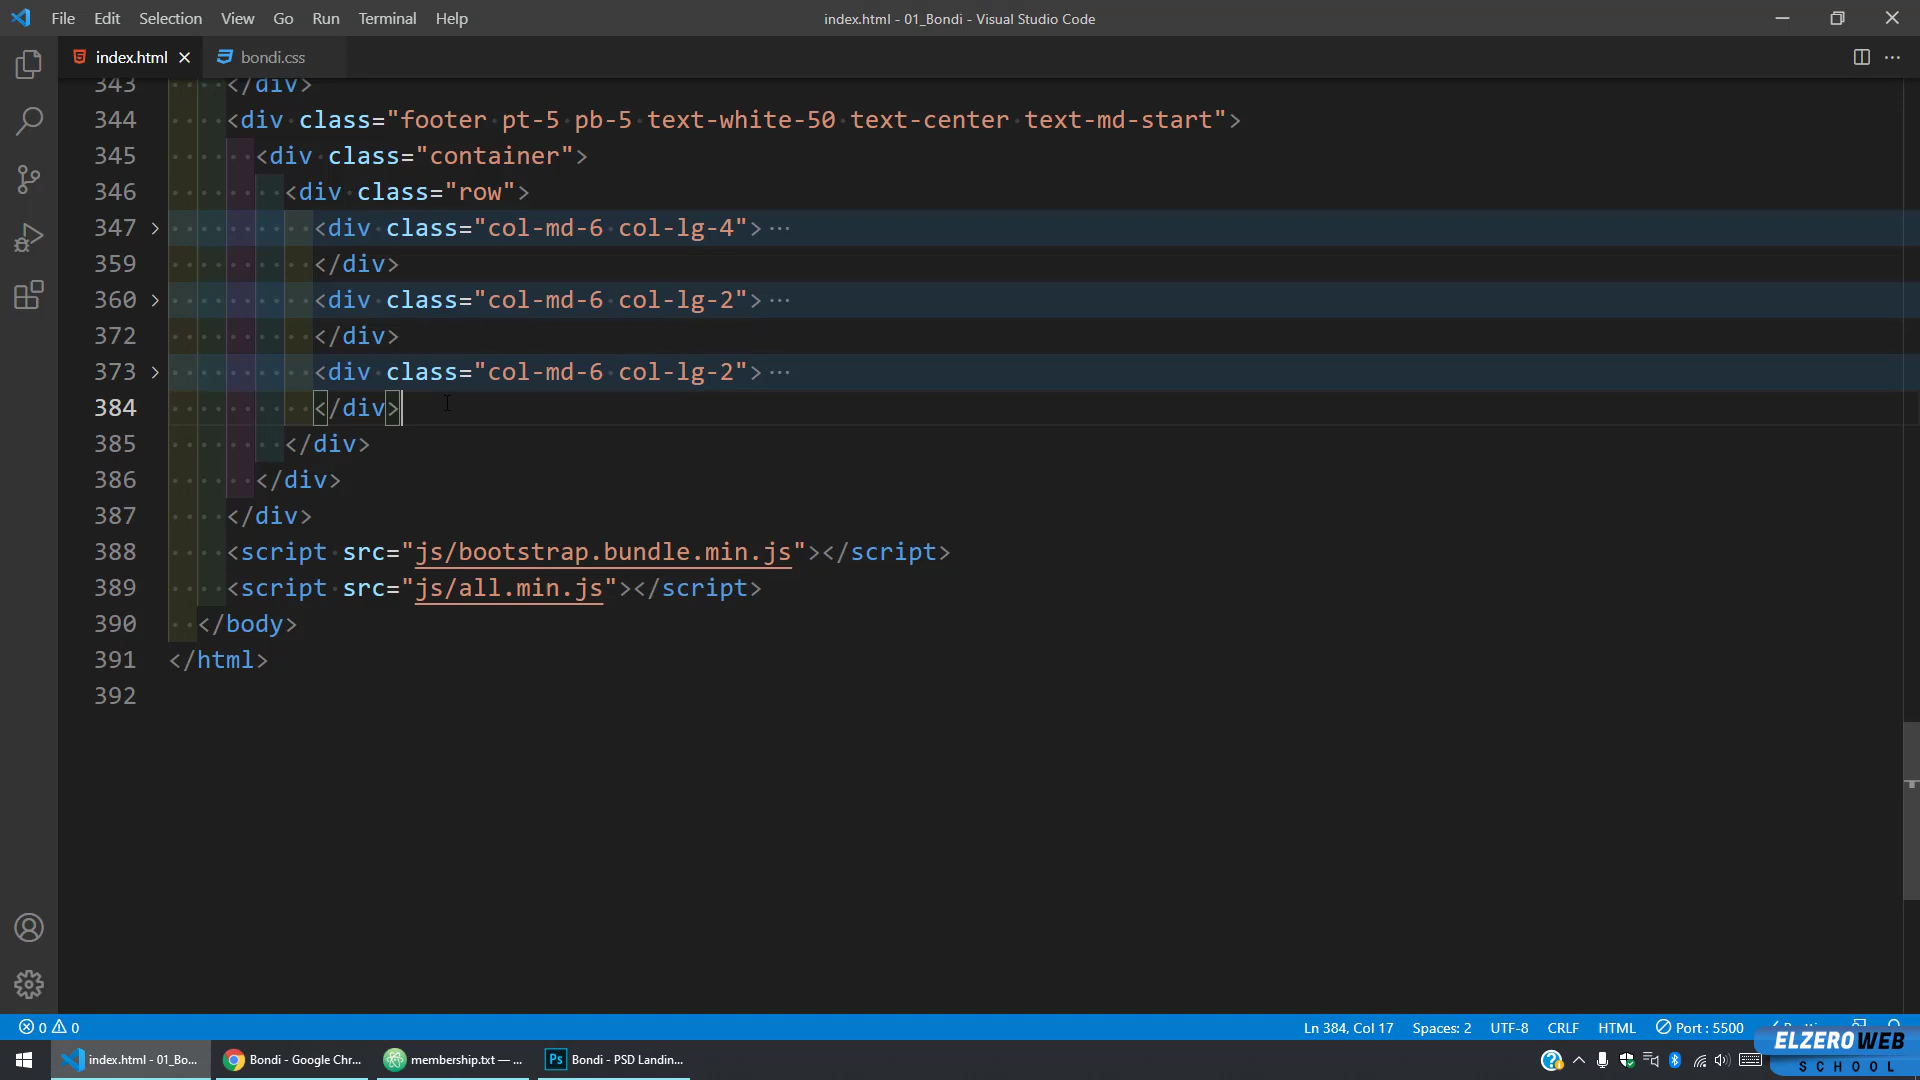 File Edit Selection View Go Run Terminal Help
index.html - 01_Bondi - Visual Studio Code
index.html
bondi.css
343 </div>
344 <div class="footer pt-5 pb-5 text-white-50 text-center text-md-start">
345 <div class="container">
346 <div class="row">
347 <div class="col-md-6 col-lg-4">···
359 </div>
360 <div class="col-md-6 col-lg-2">···
372 </div>
373 <div class="col-md-6 col-lg-2">···
384 </div>
385 </div>
386 </div>
387 </div>
388 <script src="js/bootstrap.bundle.min.js"></script>
389 <script src="js/all.min.js"></script>
390 </body>
391 </html>
392
0 0
Ln 384, Col 17 Spaces: 2 UTF-8 CRLF HTML Port : 5500
index.html - 01_Bo...
Bondi - Google Chr...
membership.txt — ...
Ps Bondi - PSD Landin...
ELZEROWEB
SCHOOL